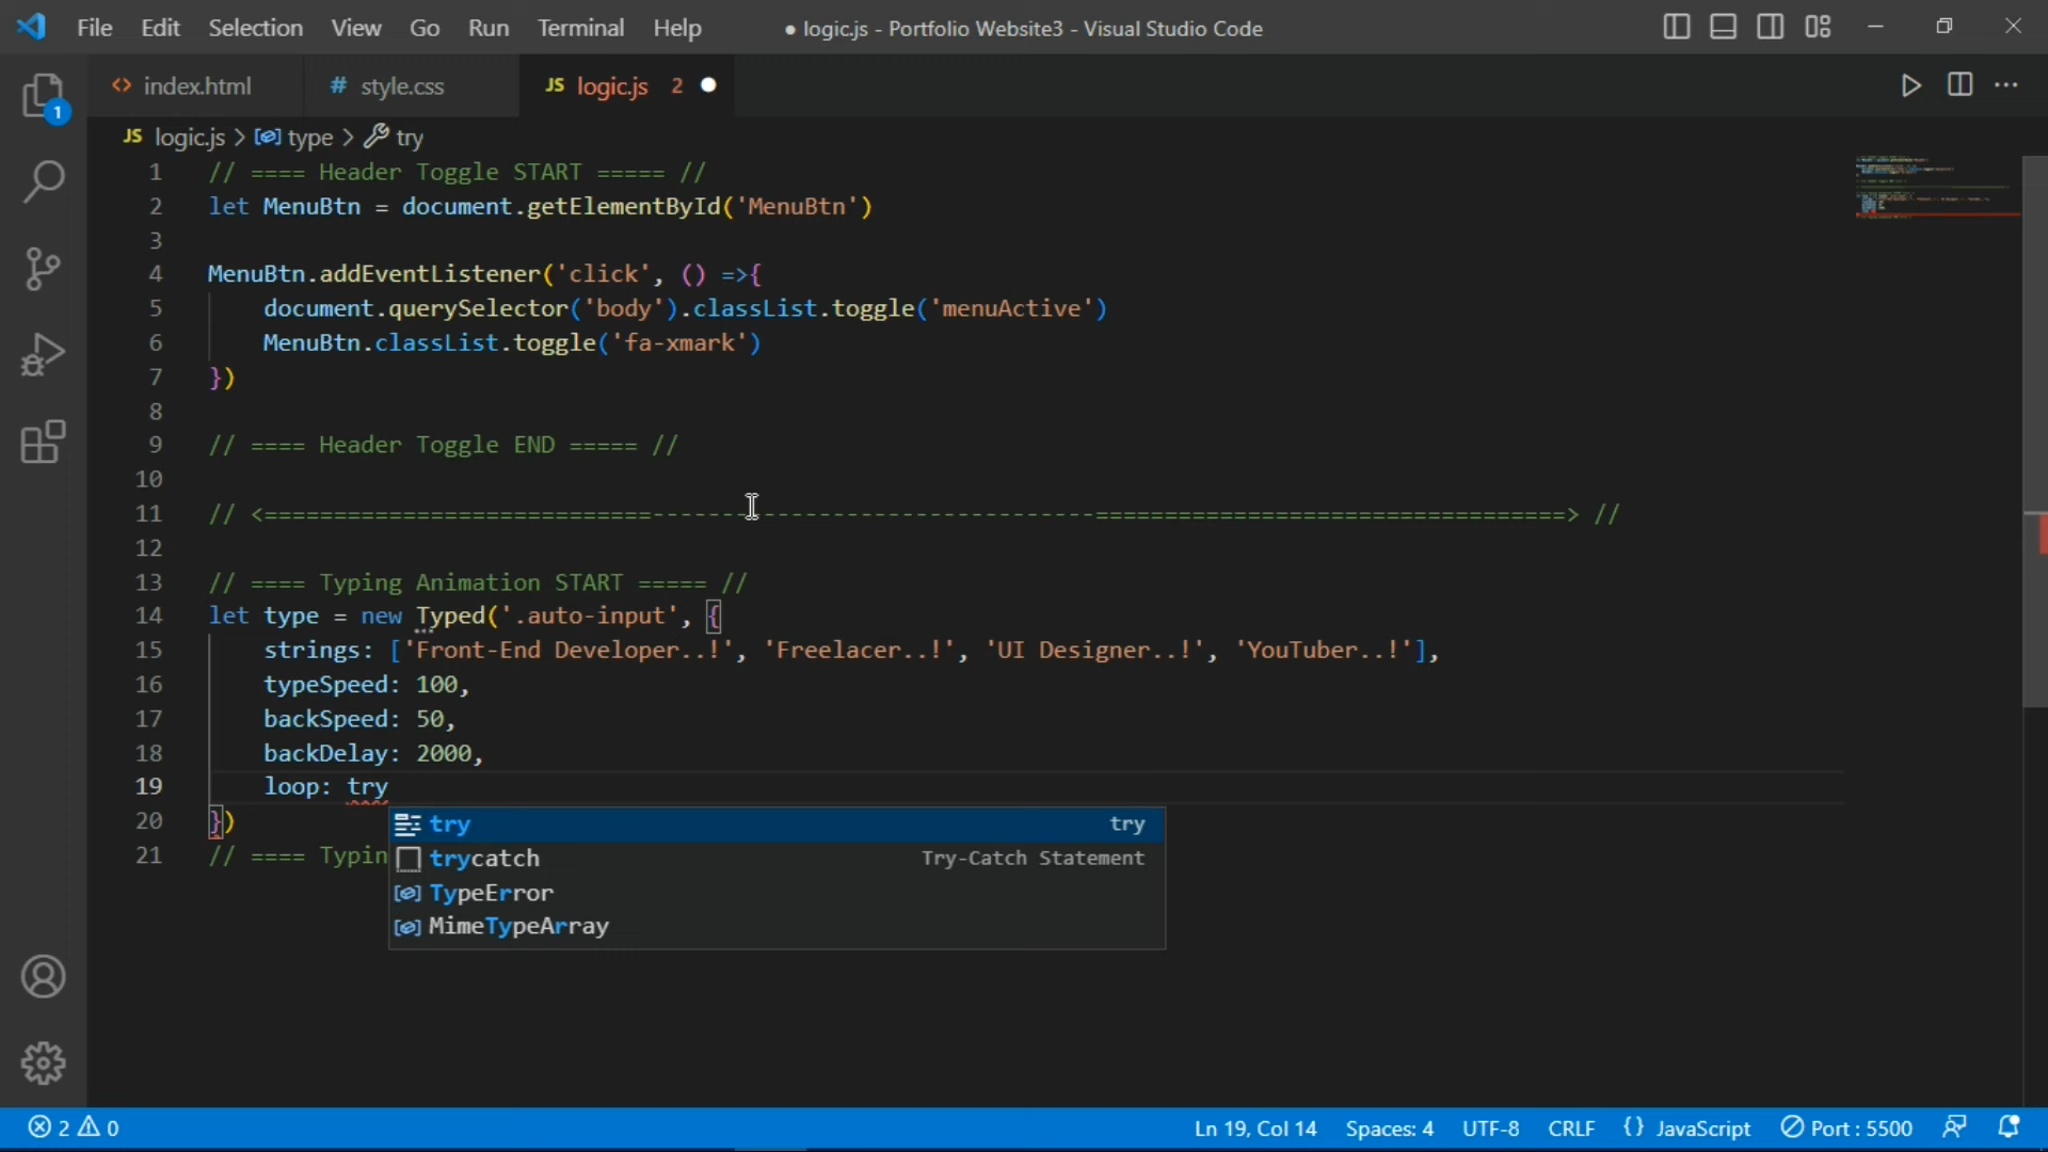 File Edit Selection View Go Run Terminal Help ● logic.js - Portfolio Website3 - Visual Studio Code
<> index.html # style.css JS logic.js 2
1
JS logic.js > type > try
1 // ==== Header Toggle START ===== //
2 let MenuBtn = document.getElementById('MenuBtn')
3
4 MenuBtn.addEventListener('click', () =>{
5 document.querySelector('body').classList.toggle('menuActive')
6 MenuBtn.classList.toggle('fa-xmark')
7 })
8
9 // ==== Header Toggle END ===== //
10
11 // <============================--------------------------------==================================> //
12
13 // ==== Typing Animation START ===== //
14 let type = new Typed('.auto-input', {
15 strings: ['Front-End Developer..!', 'Freelacer..!', 'UI Designer..!', 'YouTuber..!'],
16 typeSpeed: 100,
17 backSpeed: 50,
18 backDelay: 2000,
19 loop: try
20 })
try try
21 // ==== Typin
trycatch Try-Catch Statement
TypeError
MimeTypeArray
2 0 Ln 19, Col 14 Spaces: 4 UTF-8 CRLF {} JavaScript Port : 5500